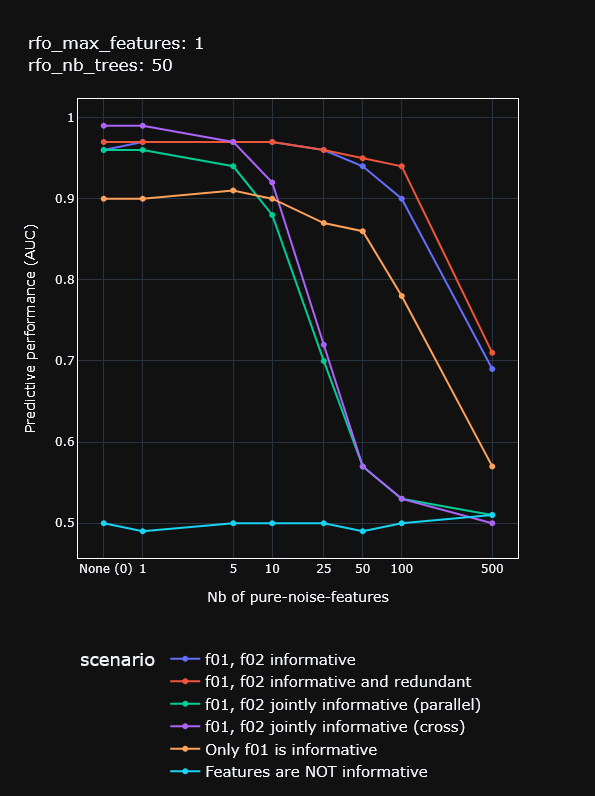 rfo_max_features: 1
rfo_nb_trees: 50
1
0.9
0.8
0.7
0.6
0.5
Predictive performance (AUC)
None (0) 1 5 10 25 50 100 500
Nb of pure-noise-features
scenario
f01, f02 informative
f01, f02 informative and redundant
f01, f02 jointly informative (parallel)
f01, f02 jointly informative (cross)
Only f01 is informative
Features are NOT informative